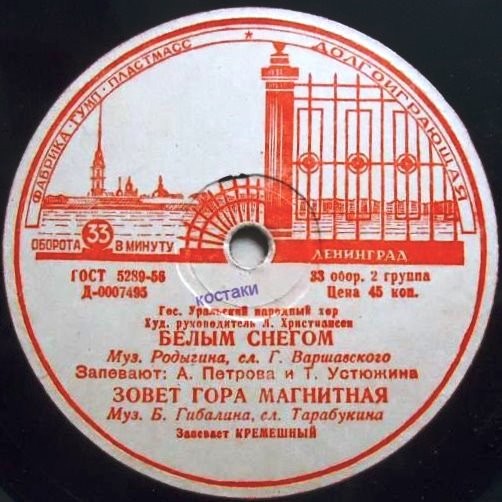 ФАБРИКА • ГУМП • ПЛАСТМАСС
ДОЛГОИГРАЮЩАЯ
ОБОРОТА 33 В МИНУТУ
ЛЕНИНГРАД
ГОСТ 5289-56
Д-0007495
33 обор. 2 группа
Цена 45 коп.
костаки
Гос. Уральский народный хор
Худ. руководитель Л. Христиансен
БЕЛЫМ СНЕГОМ
Муз. Родыгина, сл. Г. Варшавского
Запевают: А. Петрова и Т. Устюжина
ЗОВЕТ ГОРА МАГНИТНАЯ
Муз. Б. Гибалина, сл. Тарабукина
Запевает КРЕМЕШНЫЙ